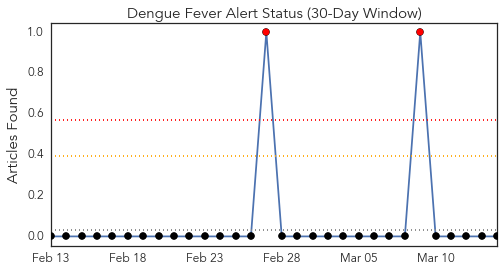 Dengue Fever Alert Status (30-Day Window)
Articles Found
1.0
0.8
0.6
0.4
0.2
0.0
Feb 13 Feb 18 Feb 23 Feb 28 Mar 05 Mar 10